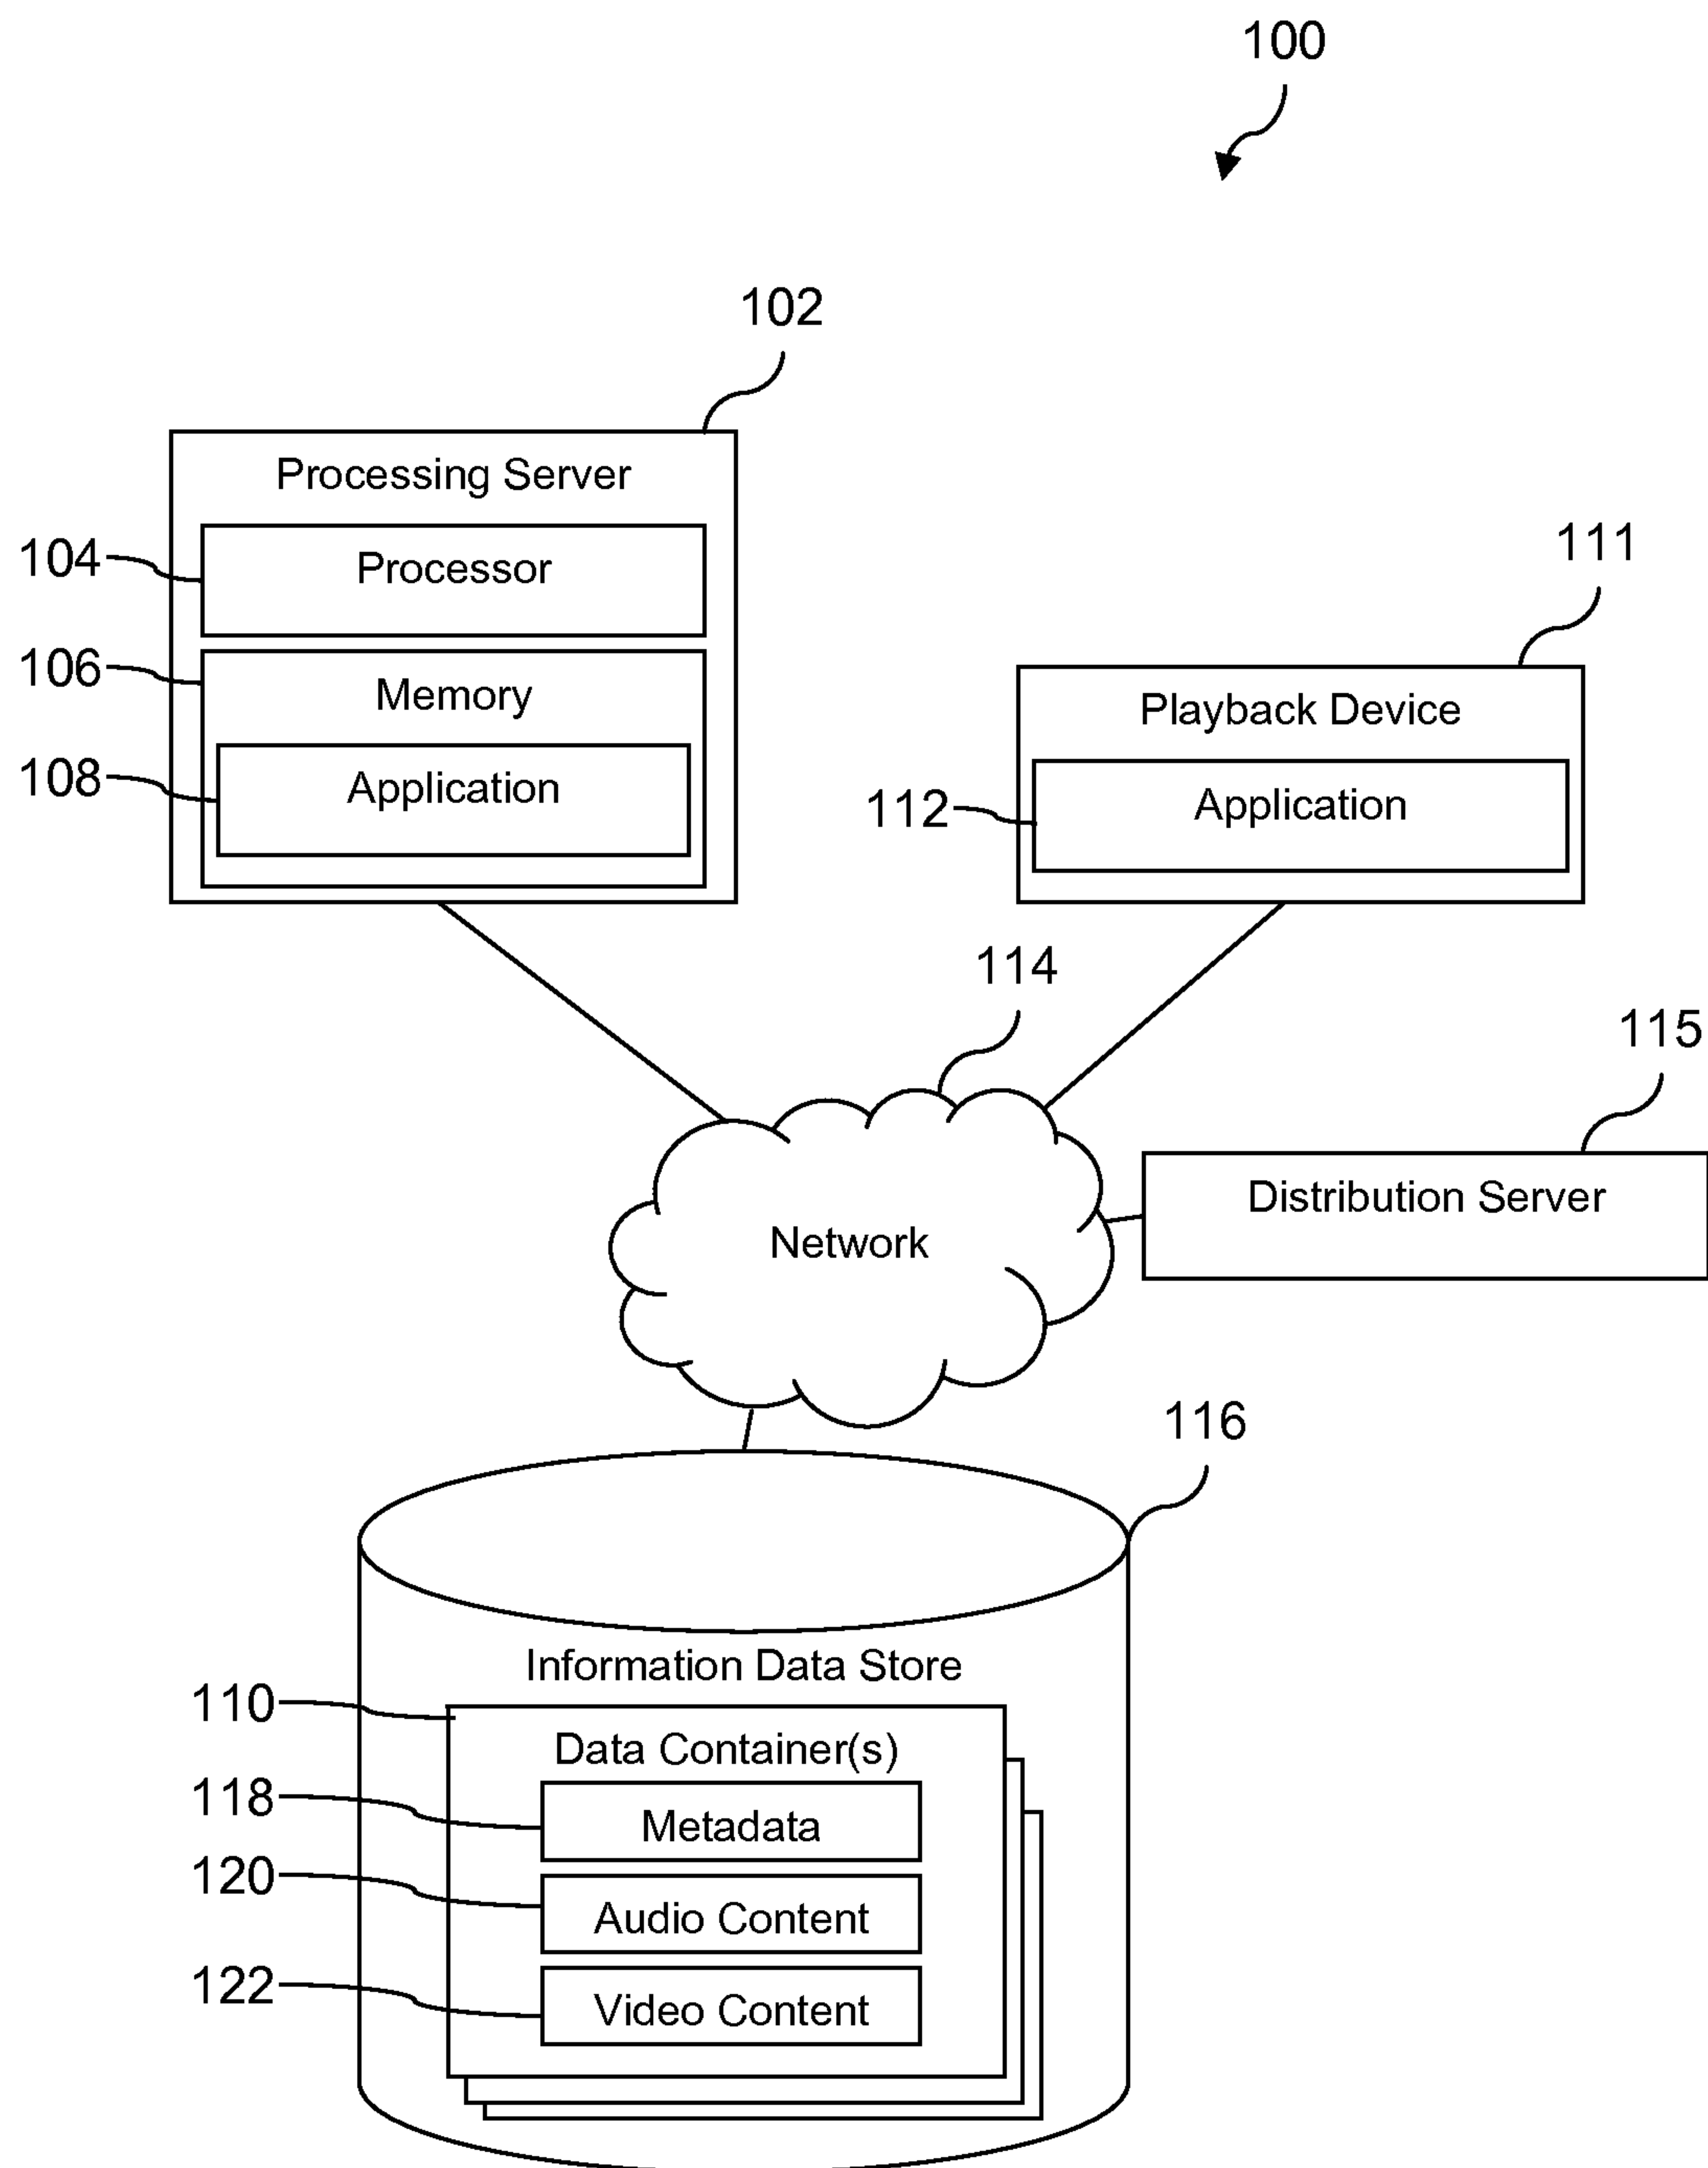 100
102
Processing Server
104
Processor
111
106
Memory
Playback Device
108
Application
112
Application
114
115
Distribution Server
Network
116
Information Data Store
110
Data Container(s)
118
Metadata
120
Audio Content
122
Video Content